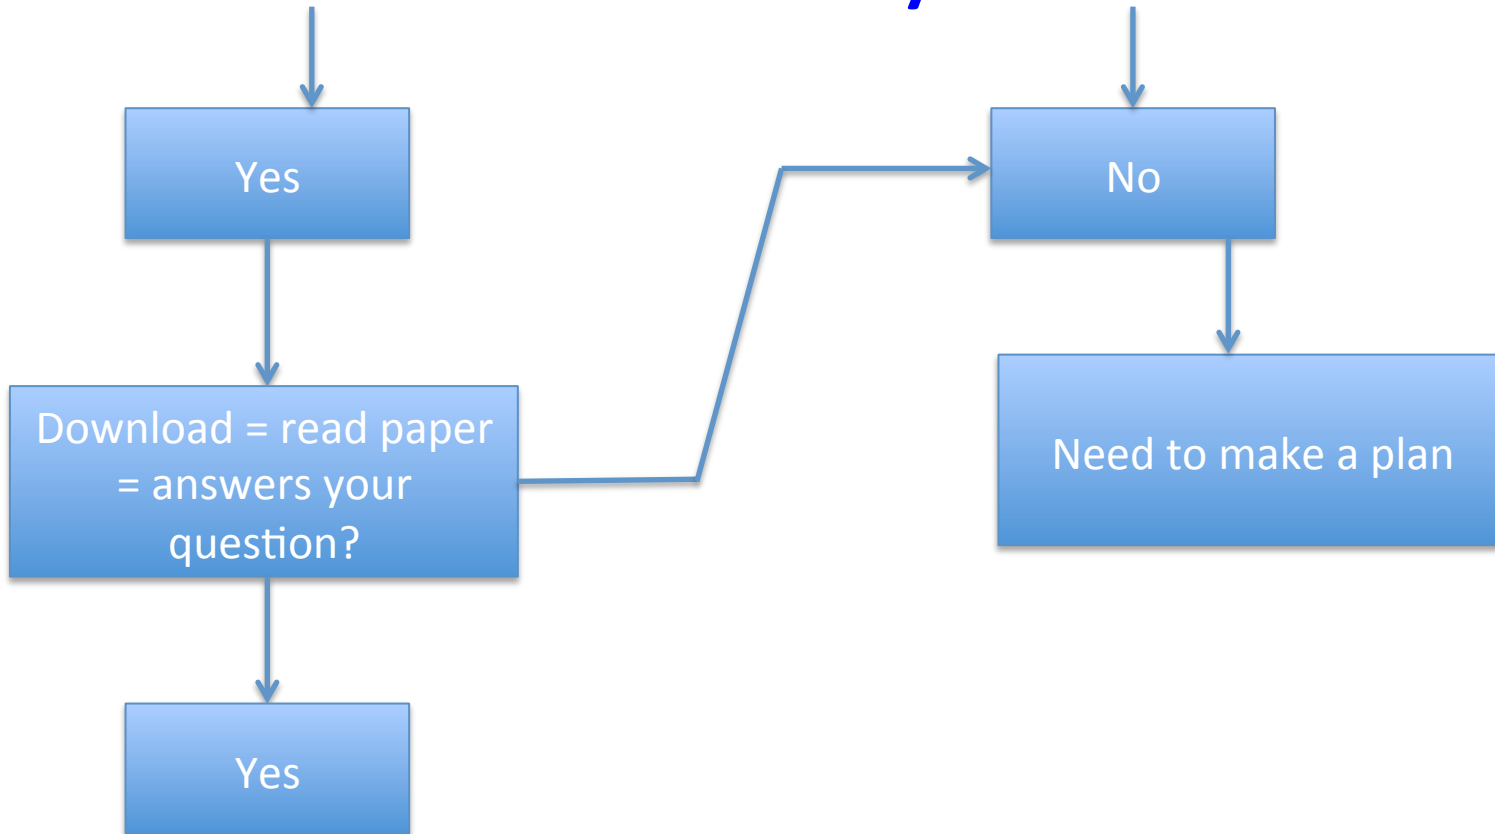 Yes
No
Download = read paper
= answers your
question?
Need to make a plan
Yes